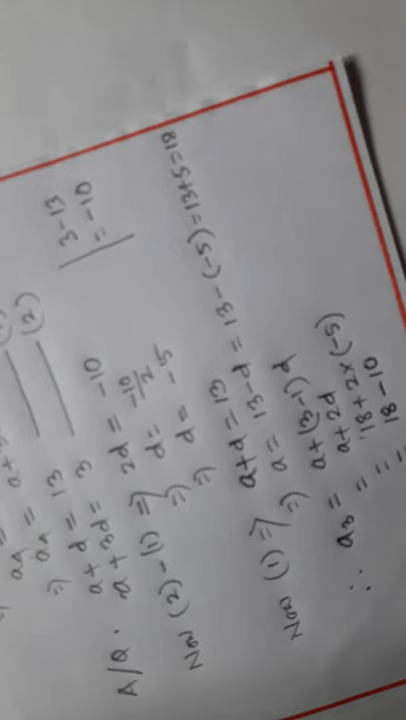 a4 = a+3
a4 = 13
⇒ a+d = 13 ——— (2)
A/Q. a+3d = 3
Now (2)-(1) ⇒ 2d = -10 | 3-13
⇒ d = -10/2 | = -10
⇒ d = -5
Now (1) ⇒ a+d = 13
⇒ a = 13-d = 13-(-5) = 13+5 = 18
∴ a3 = a+(3-1)d
= a+2d
= 18+2×(-5)
= 18-10